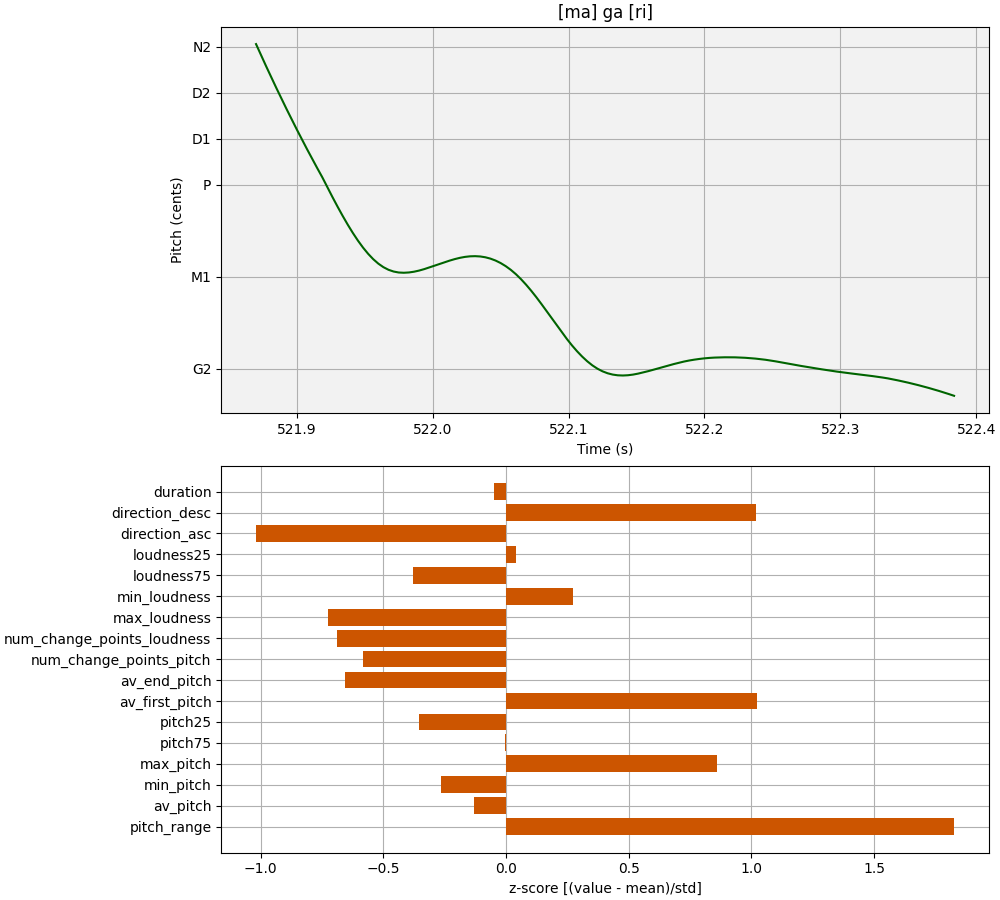 [ma] ga [ri]
N2
D2
D1
P
M1
G2
Pitch (cents)
521.9 522.0 522.1 522.2 522.3 522.4
Time (s)
duration
direction_desc
direction_asc
loudness25
loudness75
min_loudness
max_loudness
num_change_points_loudness
num_change_points_pitch
av_end_pitch
av_first_pitch
pitch25
pitch75
max_pitch
min_pitch
av_pitch
pitch_range
−1.0 −0.5 0.0 0.5 1.0 1.5
z-score [(value - mean)/std]